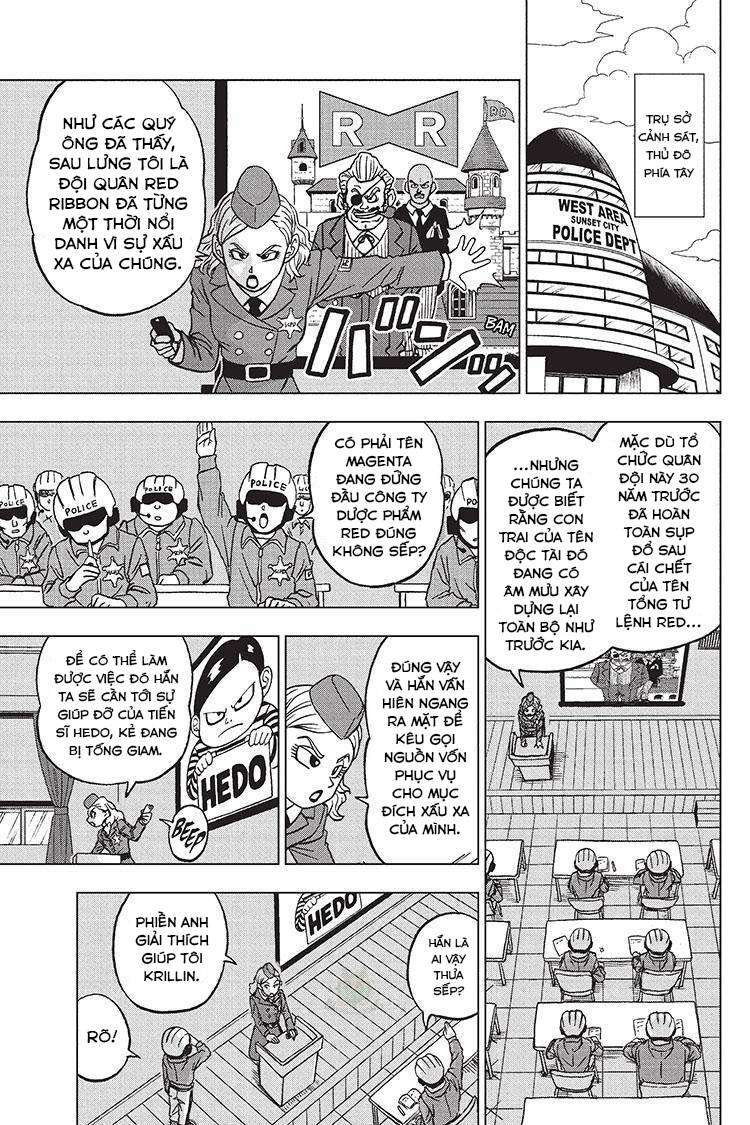 TRỤ SỞ
CẢNH SÁT,
THỦ ĐÔ
PHÍA TÂY
WEST AREA
SUNSET CITY
POLICE DEPT
NHƯ CÁC QUÝ
ÔNG ĐÃ THẤY,
SAU LƯNG TÔI LÀ
ĐỘI QUÂN RED
RIBBON ĐÃ TỪNG
MỘT THỜI NỔI
DANH VÌ SỰ XẤU
XA CỦA CHÚNG.
R R
RR
BAM
バババッ
MẶC DÙ TỔ
CHỨC QUÂN
ĐỘI NÀY 30
NĂM TRƯỚC
ĐÃ HOÀN
TOÀN SỤP
ĐỔ SAU
CÁI CHẾT
CỦA TÊN
TỔNG TƯ
LỆNH RED...
...NHƯNG
CHÚNG TA
ĐƯỢC BIẾT
RẰNG CON
TRAI CỦA TÊN
ĐỘC TÀI ĐÓ
ĐANG CÓ
ÂM MƯU XÂY
DỰNG LẠI
TOÀN BỘ NHƯ
TRƯỚC KIA.
CÓ PHẢI TÊN
MAGENTA
ĐANG ĐỨNG
ĐẦU CÔNG TY
DƯỢC PHẨM
RED ĐÚNG
KHÔNG SẾP?
POLICE
POLICE
POLICE
POLICE
ĐÚNG VẬY
VÀ HẮN VẪN
HIÊN NGANG
RA MẶT ĐỂ
KÊU GỌI
NGUỒN VỐN
PHỤC VỤ
CHO MỤC
ĐÍCH XẤU XA
CỦA MÌNH.
ĐỂ CÓ THỂ LÀM
ĐƯỢC VIỆC ĐÓ HẮN
TA SẼ CẦN TỚI SỰ
GIÚP ĐỠ CỦA TIẾN
SĨ HEDO, KẺ ĐANG
BỊ TỐNG GIAM.
HEDO
BEEP
HẮN LÀ
AI VẬY
THƯA
SẾP?
HEDO
PHIỀN ANH
GIẢI THÍCH
GIÚP TÔI
KRILLIN.
RÕ!